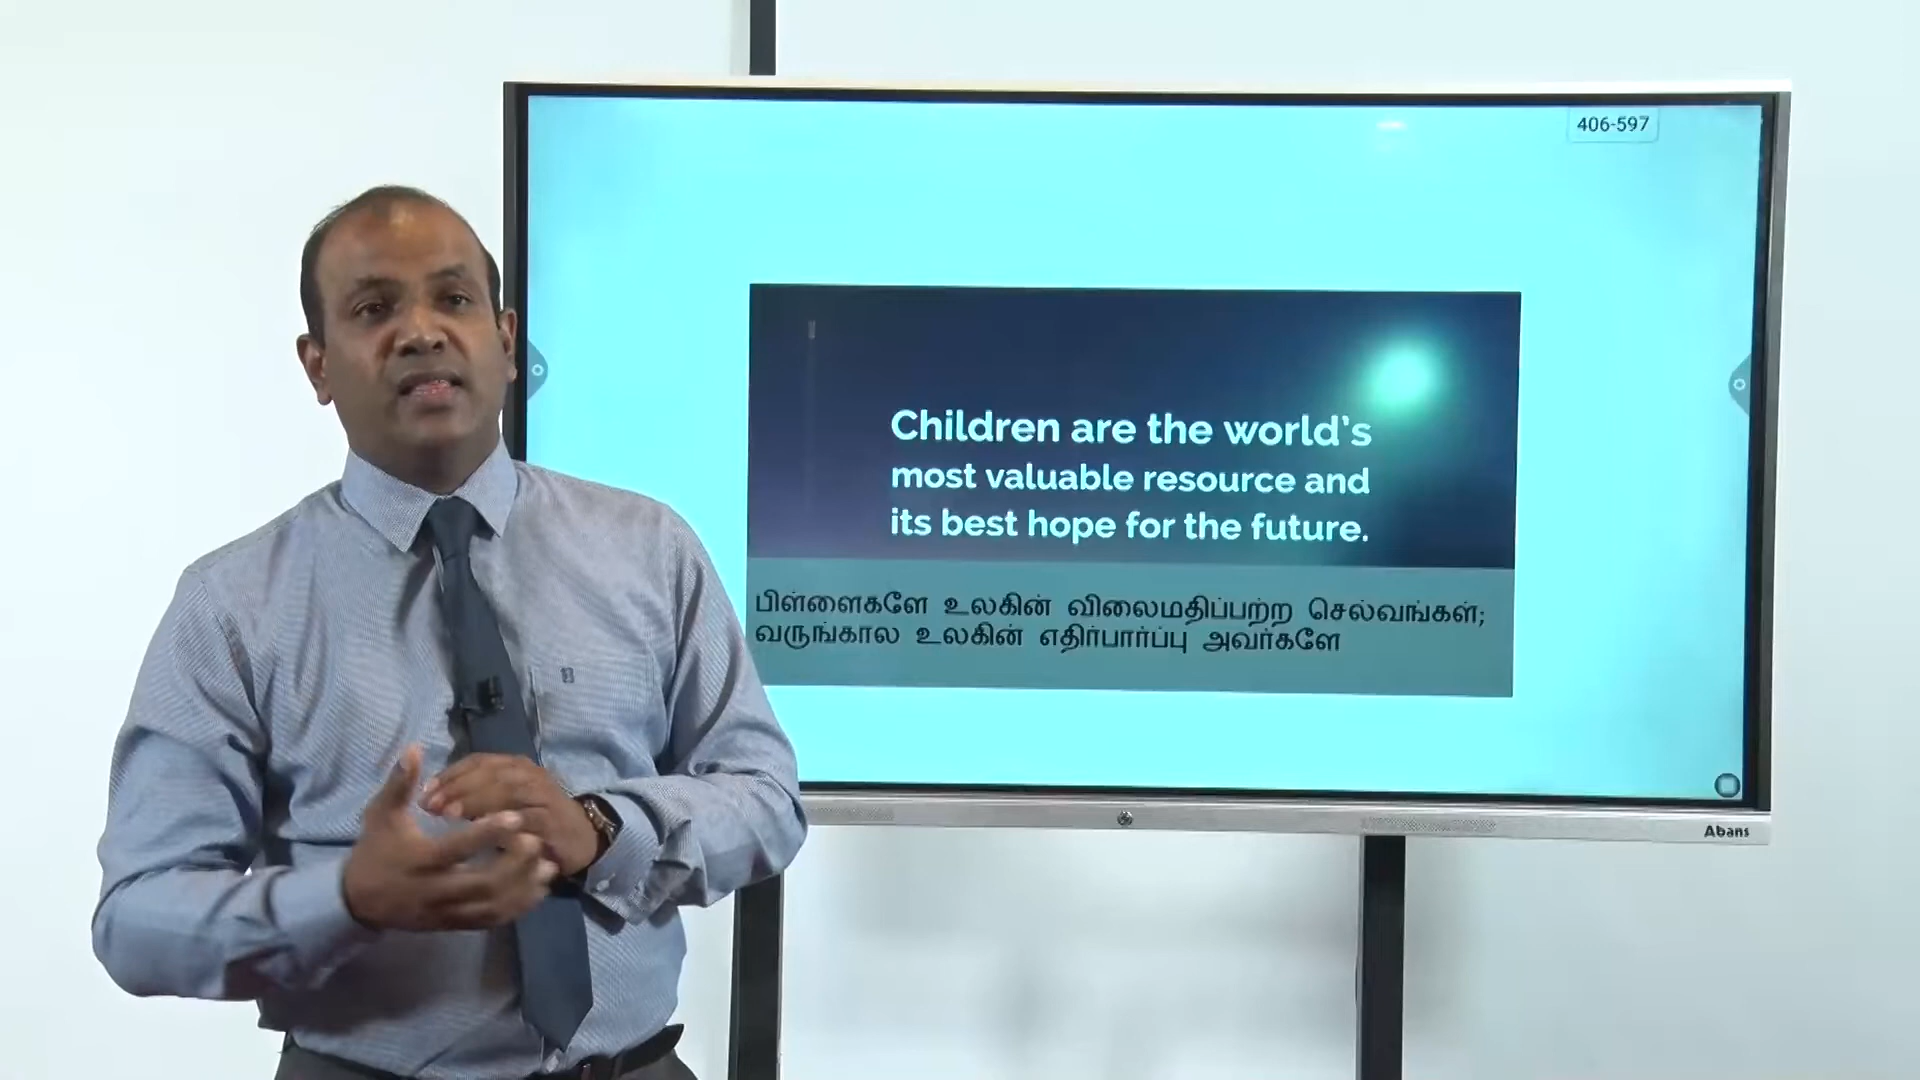 406-597
Children are the world's
most valuable resource and
its best hope for the future.
பிள்ளைகளே உலகின் விலைமதிப்பற்ற செல்வங்கள்;
வருங்கால உலகின் எதிர்பார்ப்பு அவர்களே
Abans